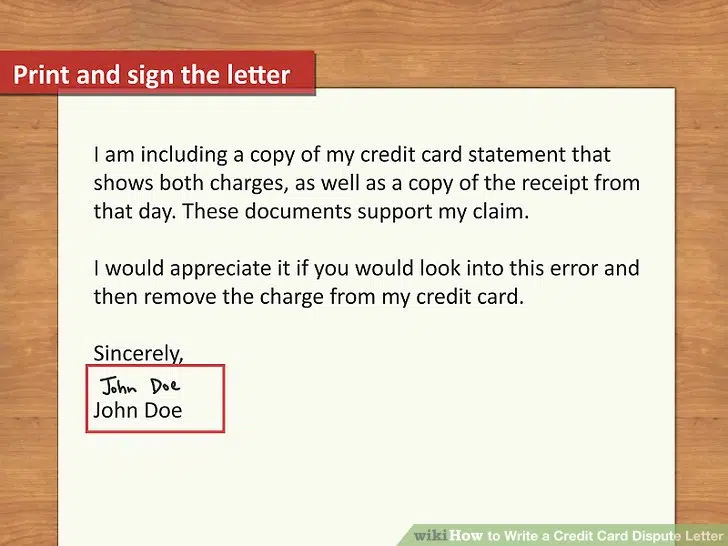 Print and sign the letter
I am including a copy of my credit card statement that
shows both charges, as well as a copy of the receipt from
that day. These documents support my claim.
I would appreciate it if you would look into this error and
then remove the charge from my credit card.
Sincerely,
John Doe
John Doe
wikiHow to Write a Credit Card Dispute Letter